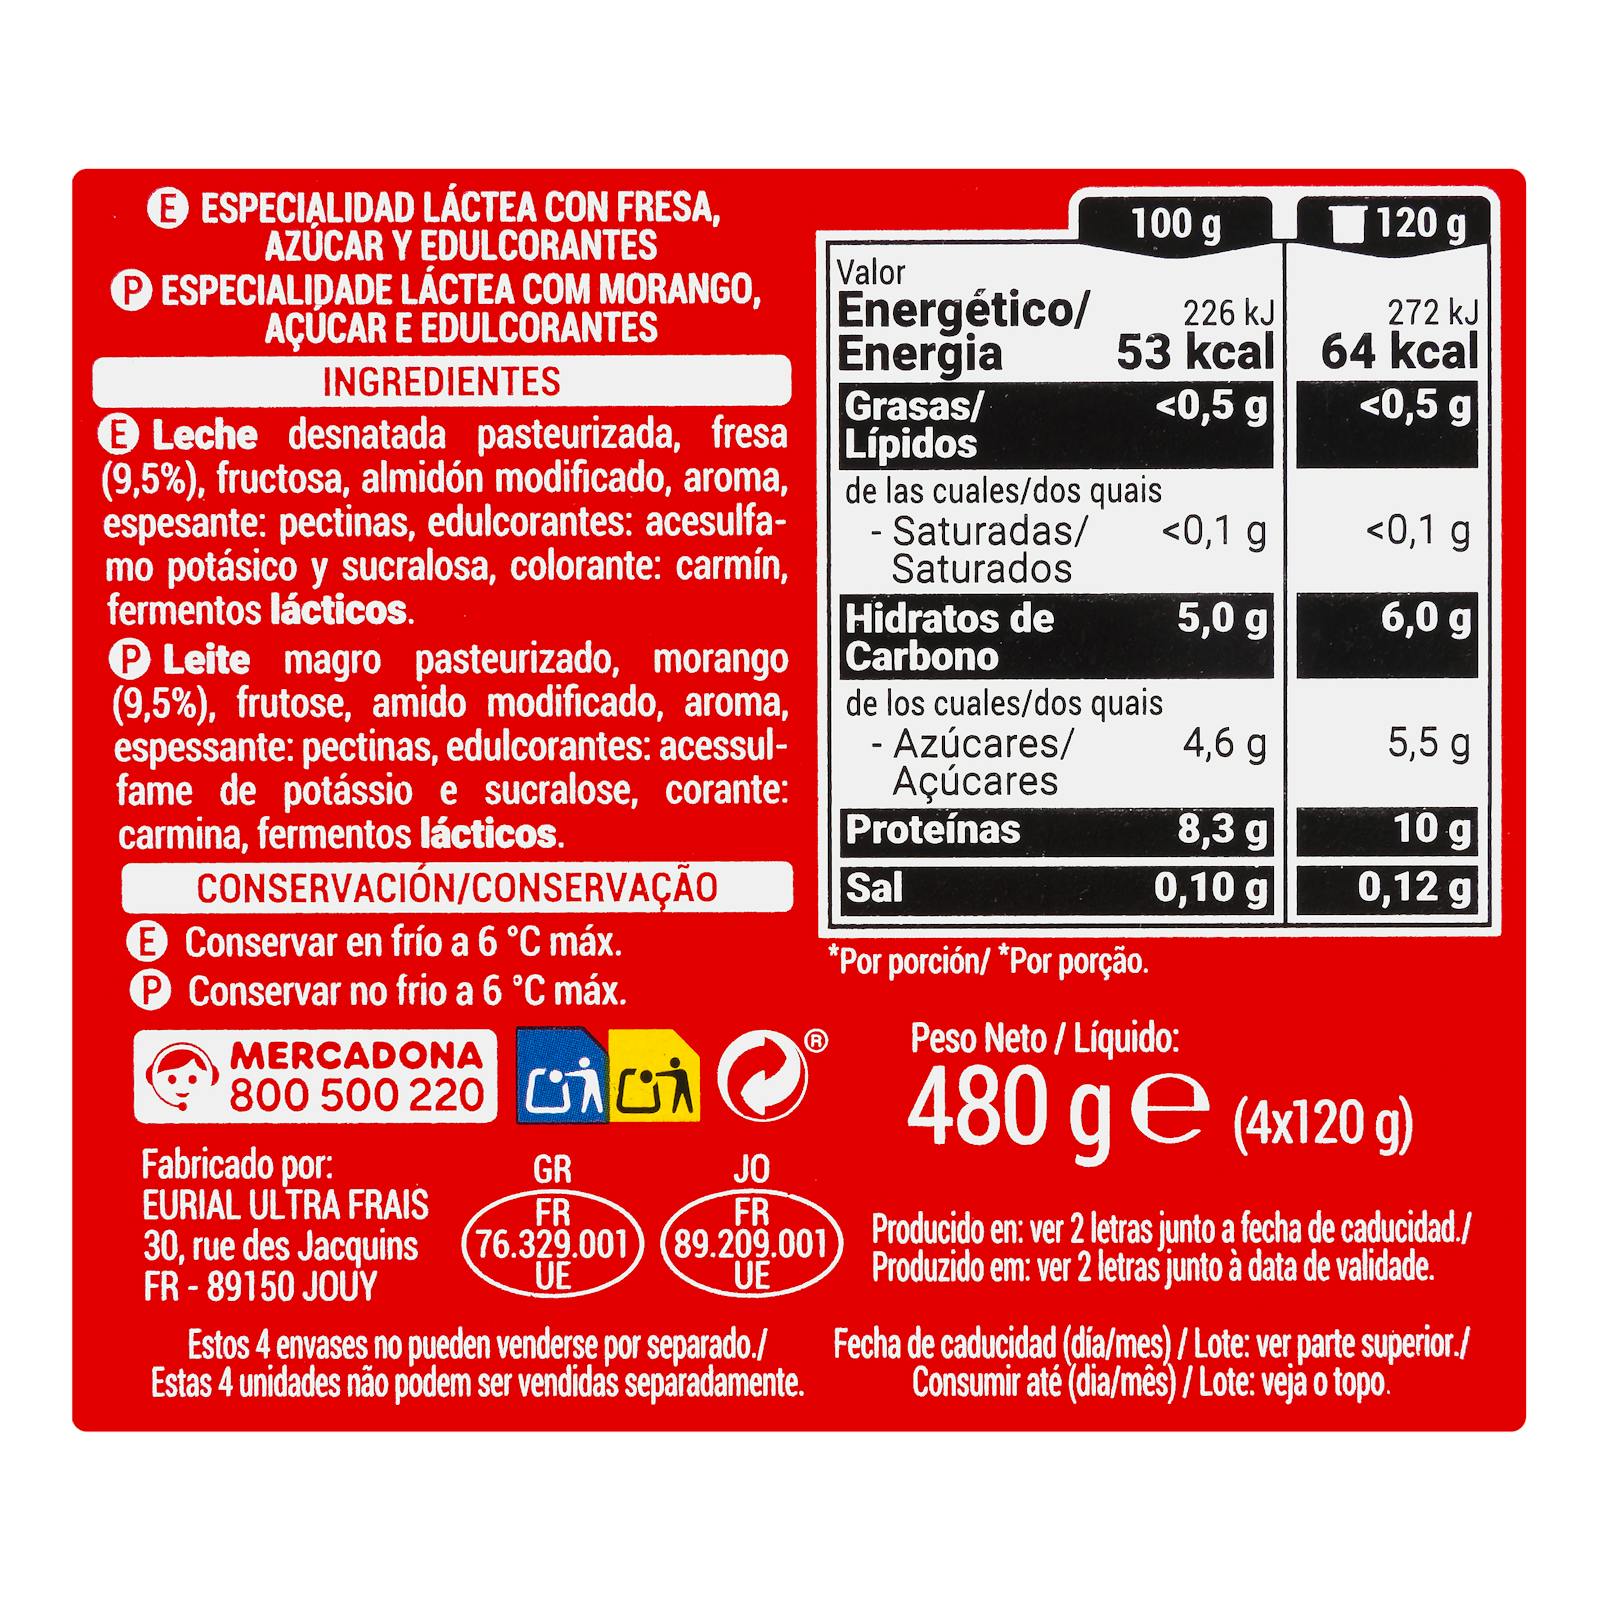 E ESPECIALIDAD LÁCTEA CON FRESA,
AZÚCAR Y EDULCORANTES
P ESPECIALIDADE LÁCTEA COM MORANGO,
AÇÚCAR E EDULCORANTES
INGREDIENTES
E Leche desnatada pasteurizada, fresa
(9,5%), fructosa, almidón modificado, aroma,
espesante: pectinas, edulcorantes: acesulfa-
mo potásico y sucralosa, colorante: carmín,
fermentos lácticos.
P Leite magro pasteurizado, morango
(9,5%), frutose, amido modificado, aroma,
espessante: pectinas, edulcorantes: acessul-
fame de potássio e sucralose, corante:
carmina, fermentos lácticos.
CONSERVACIÓN/CONSERVAÇÃO
E Conservar en frío a 6 °C máx.
P Conservar no frio a 6 °C máx.
MERCADONA
800 500 220
®
Fabricado por:
EURIAL ULTRA FRAIS
30, rue des Jacquins
FR - 89150 JOUY
GR
FR
76.329.001
UE
JO
FR
89.209.001
UE
Estos 4 envases no pueden venderse por separado./
Estas 4 unidades não podem ser vendidas separadamente.
100 g 120 g
Valor
Energético/ 226 kJ 272 kJ
Energia 53 kcal 64 kcal
Grasas/ <0,5 g <0,5 g
Lípidos
de las cuales/dos quais
- Saturadas/ <0,1 g <0,1 g
Saturados
Hidratos de 5,0 g 6,0 g
Carbono
de los cuales/dos quais
- Azúcares/ 4,6 g 5,5 g
Açúcares
Proteínas 8,3 g 10 g
Sal 0,10 g 0,12 g
*Por porción/ *Por porção.
Peso Neto / Líquido:
480 g e (4x120 g)
Producido en: ver 2 letras junto a fecha de caducidad./
Produzido em: ver 2 letras junto à data de validade.
Fecha de caducidad (día/mes) / Lote: ver parte superior./
Consumir até (dia/mês) / Lote: veja o topo.